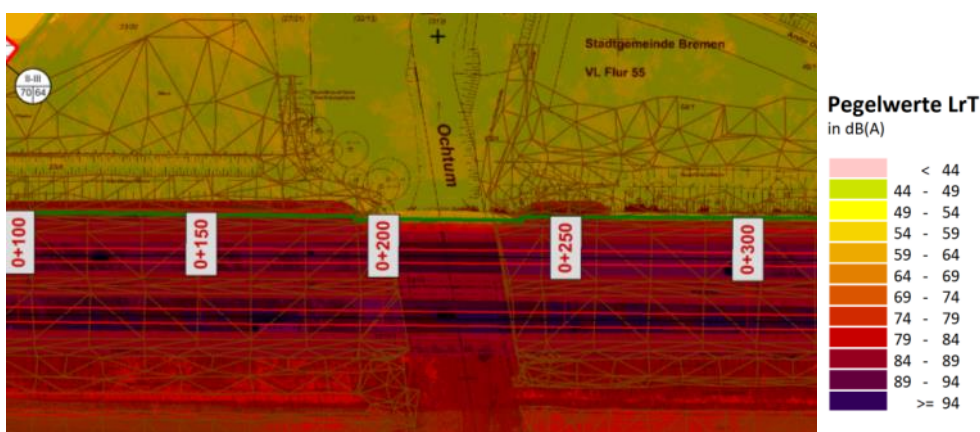 Stadtgemeinde Bremen
VI. Flur 55
II-III
70 64
Ochtum
0+100
0+150
0+200
0+250
0+300
Pegelwerte LrT
in dB(A)
< 44
44 - 49
49 - 54
54 - 59
59 - 64
64 - 69
69 - 74
74 - 79
79 - 84
84 - 89
89 - 94
>= 94